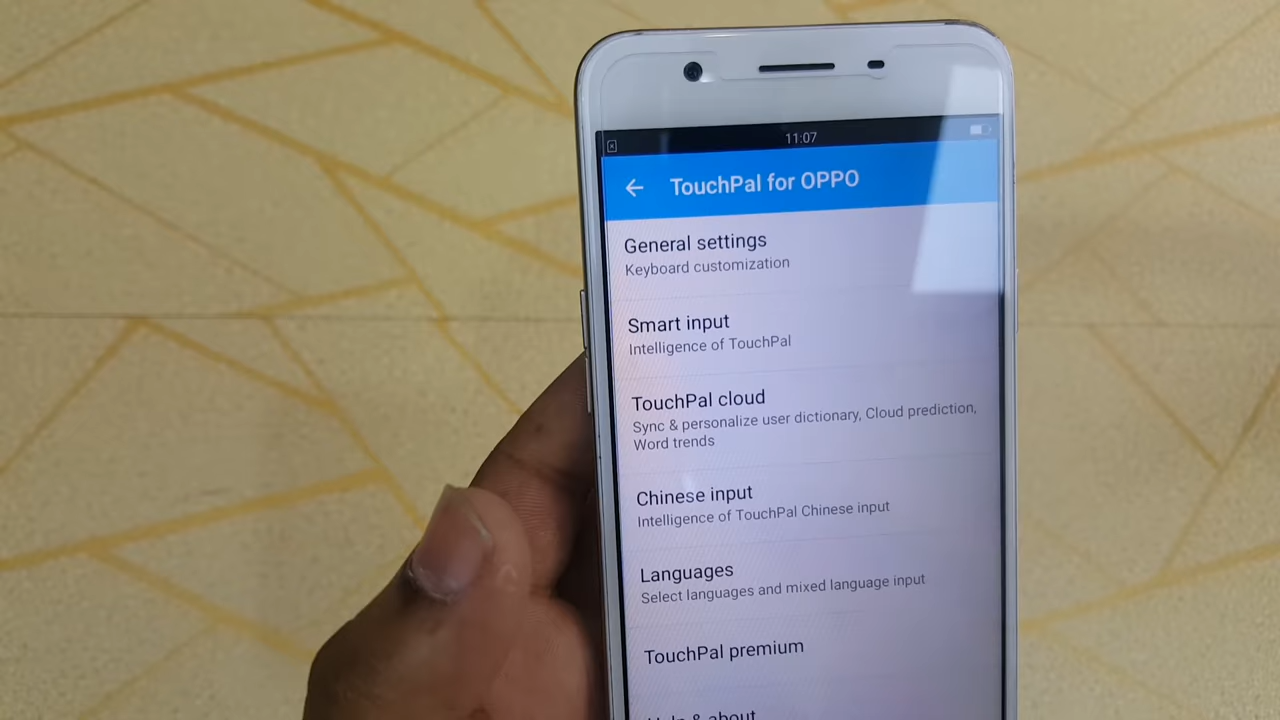 11:07
TouchPal for OPPO
General settings
Keyboard customization
Smart input
Intelligence of TouchPal
TouchPal cloud
Sync & personalize user dictionary, Cloud prediction,
Word trends
Chinese input
Intelligence of TouchPal Chinese input
Languages
Select languages and mixed language input
TouchPal premium
Help & about